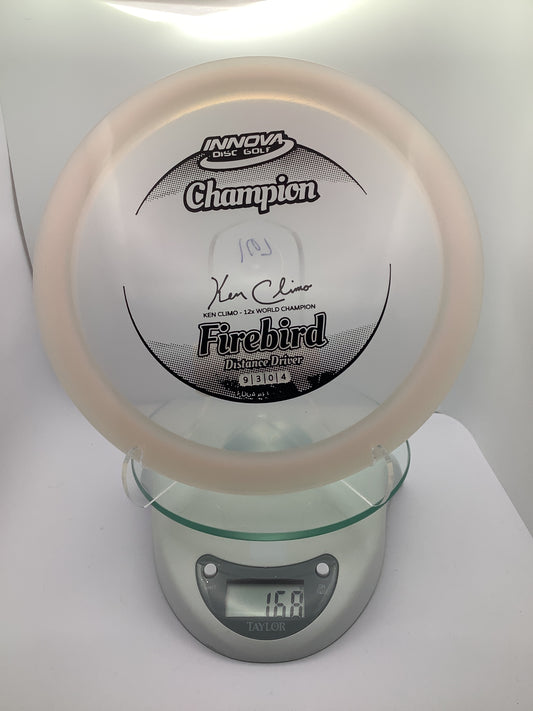 INNOVA
DISC GOLF
Champion
Ken Climo
KEN CLIMO - 12x WORLD CHAMPION
Firebird
Distance Driver
9 3 0 4
168
TAYLOR